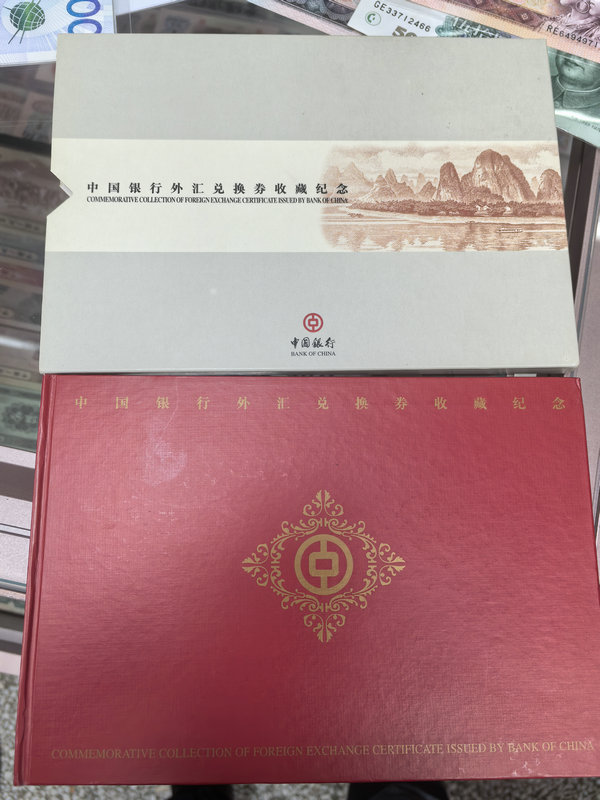 GE33712466
50
RE6494971
中国银行外汇兑换券收藏纪念
COMMEMORATIVE COLLECTION OF FOREIGN EXCHANGE CERTIFICATE ISSUED BY BANK OF CHINA
中国银行
BANK OF CHINA
中国银行外汇兑换券收藏纪念
COMMEMORATIVE COLLECTION OF FOREIGN EXCHANGE CERTIFICATE ISSUED BY BANK OF CHINA